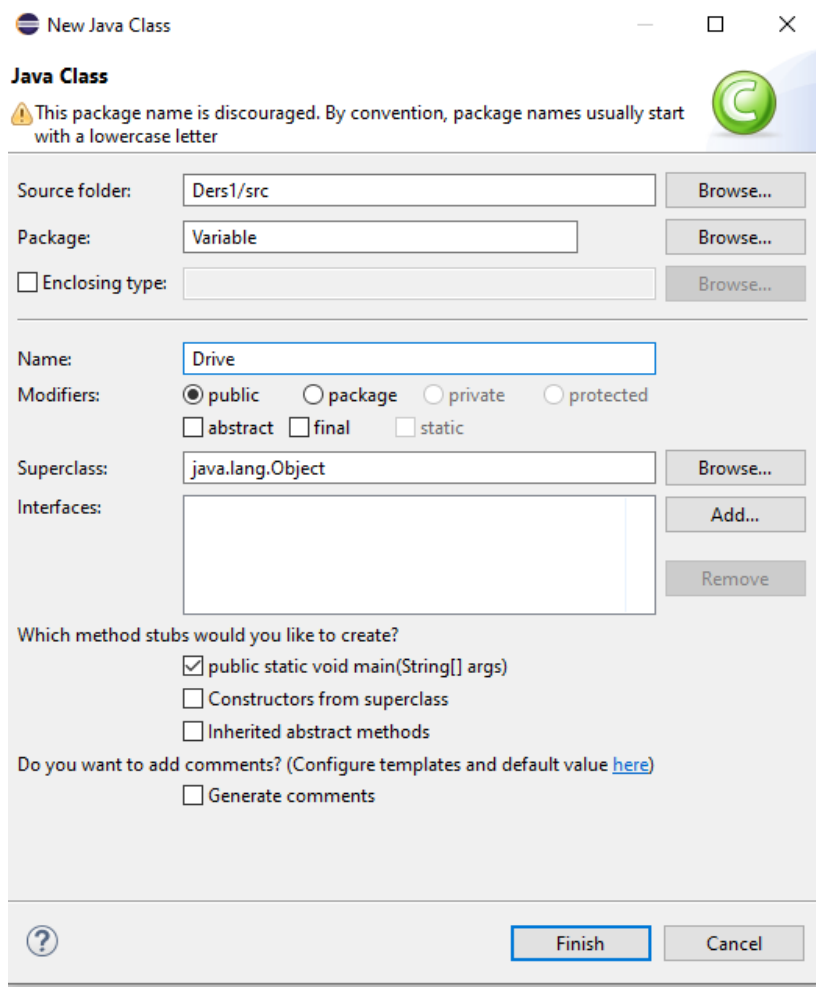 New Java Class
Java Class
This package name is discouraged. By convention, package names usually start
with a lowercase letter
Source folder: Ders1/src Browse...
Package: Variable Browse...
Enclosing type: Browse...
Name: Drive
Modifiers: public package private protected
abstract final static
Superclass: java.lang.Object Browse...
Interfaces: Add...
Remove
Which method stubs would you like to create?
public static void main(String[] args)
Constructors from superclass
Inherited abstract methods
Do you want to add comments? (Configure templates and default value here)
Generate comments
? Finish Cancel